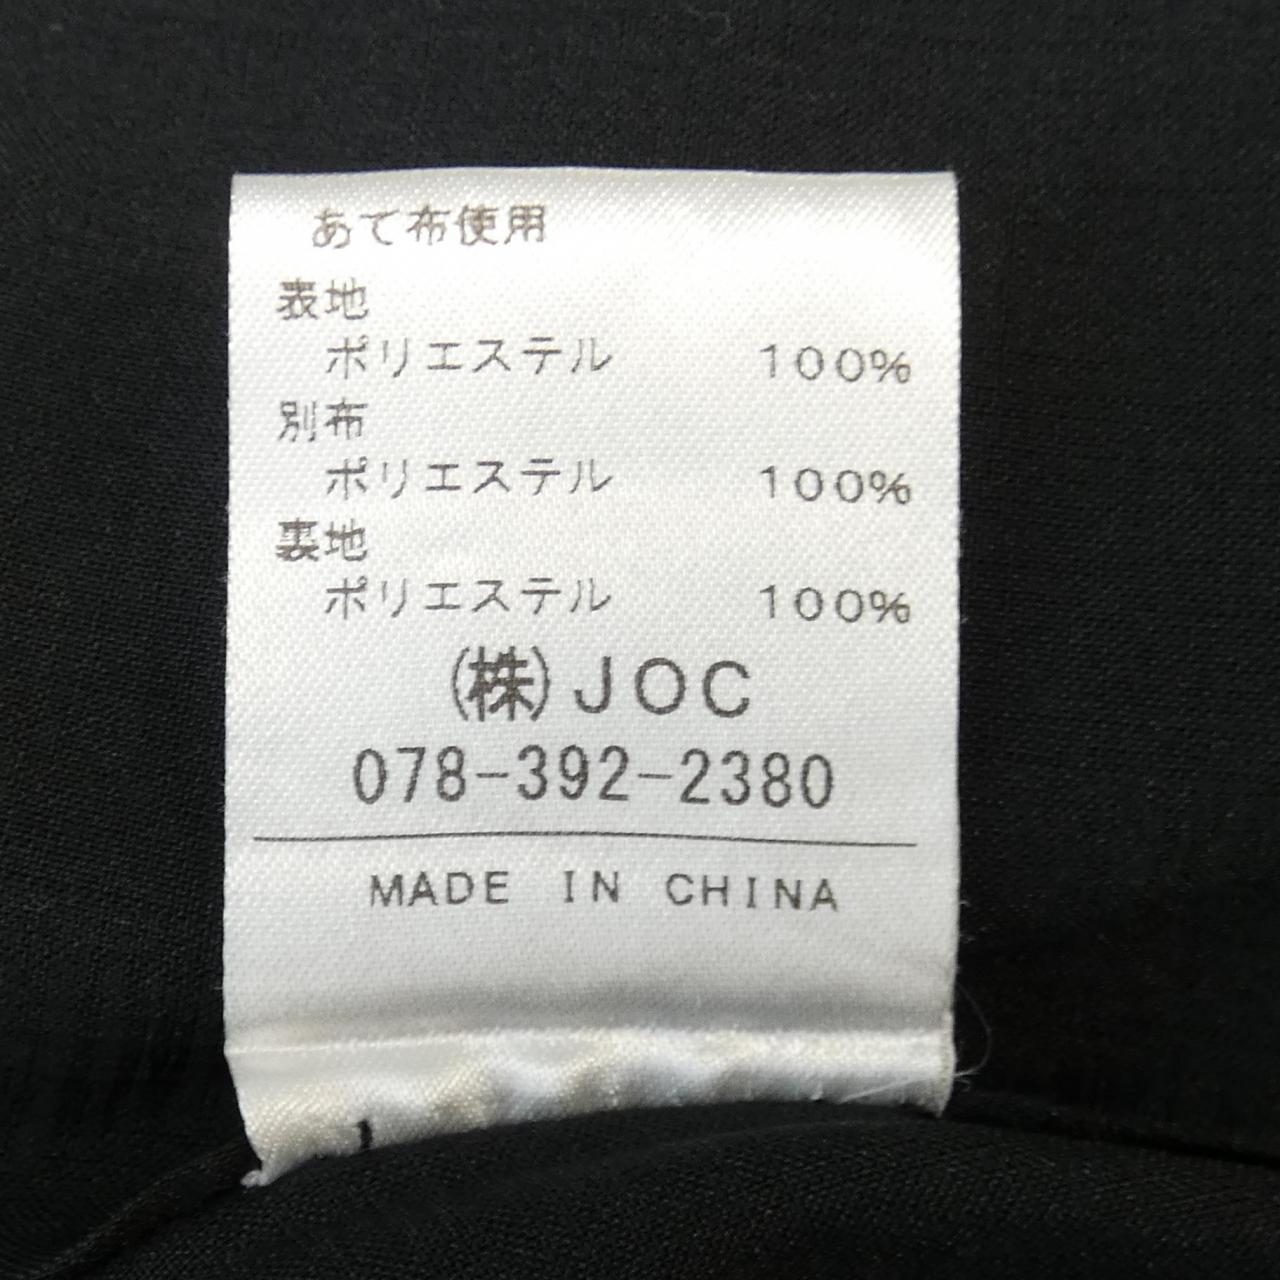 あて布使用
表地
ポリエステル 100%
別布
ポリエステル 100%
裏地
ポリエステル 100%
(株)JOC
078-392-2380
MADE IN CHINA